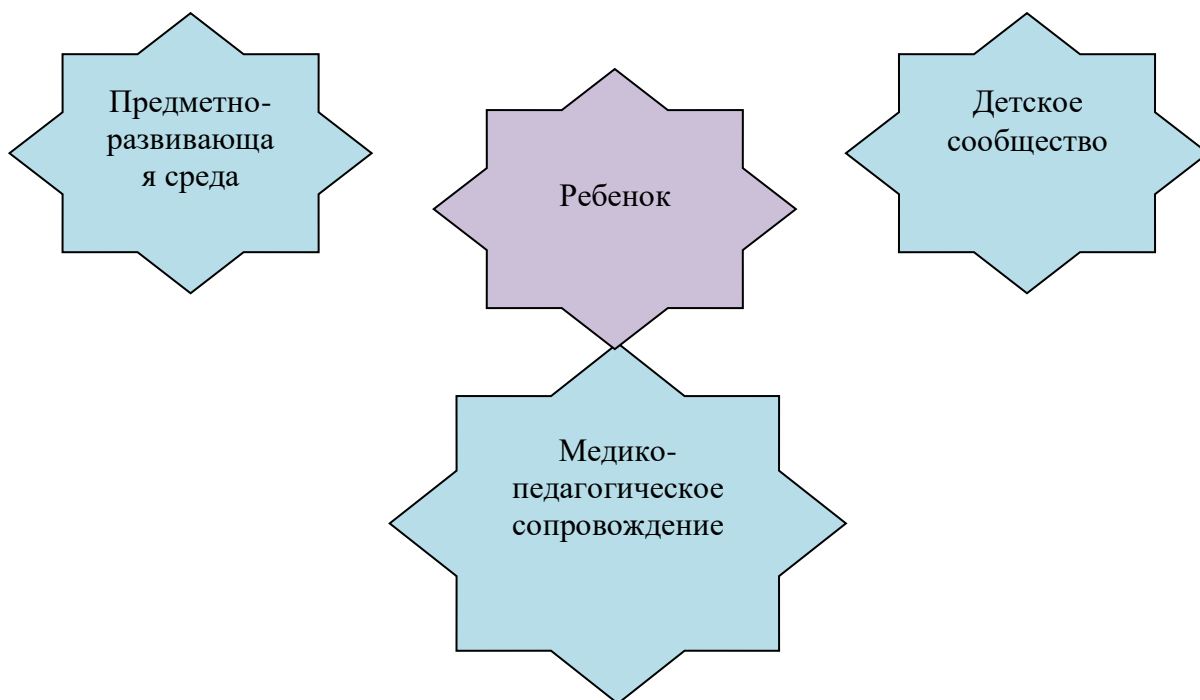 Предметно-
развивающа
я среда
Ребенок
Детское
сообщество
Медико-
педагогическое
сопровождение